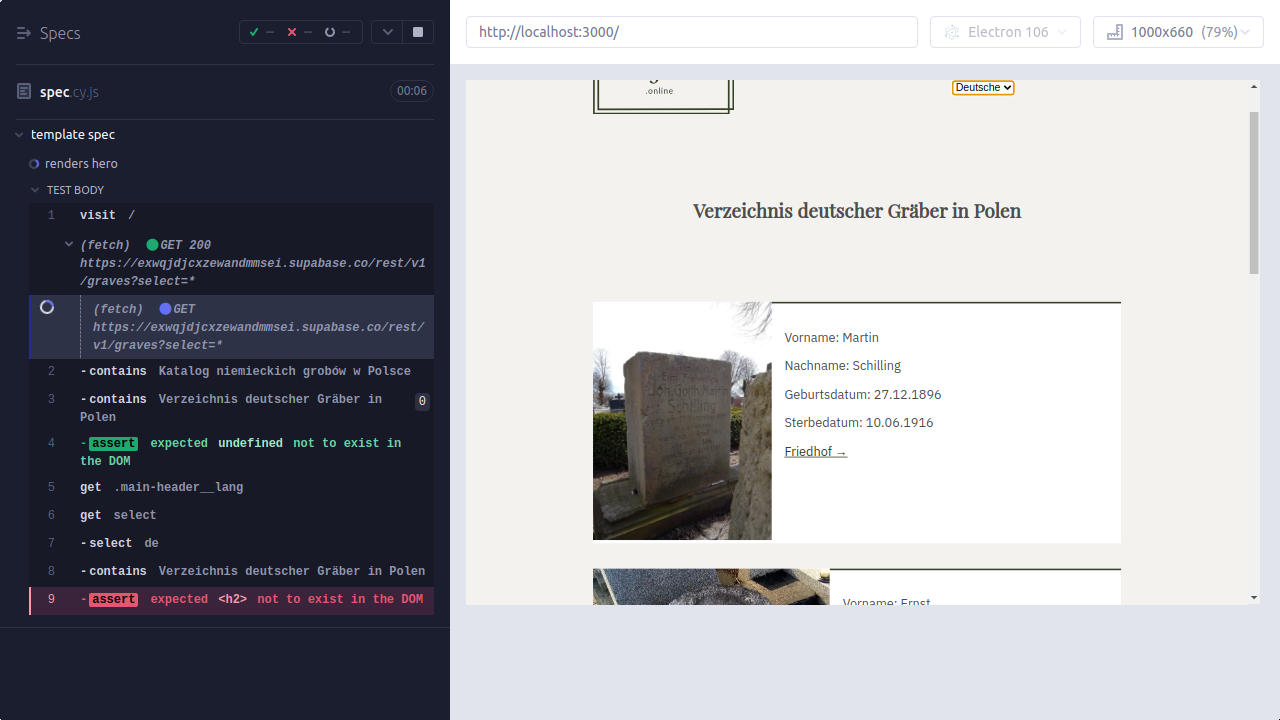 Specs
--
--
--
spec.cy.js
00:06
template spec
renders hero
TEST BODY
1 visit /
(fetch) GET 200
https://exwqjdjcxzewandmmsei.supabase.co/rest/v1
/graves?select=*
(fetch) GET
https://exwqjdjcxzewandmmsei.supabase.co/rest/
v1/graves?select=*
2 -contains Katalog niemieckich grobów w Polsce
3 -contains Verzeichnis deutscher Gräber in
Polen
0
4 -assert expected undefined not to exist in
the DOM
5 get .main-header__lang
6 get select
7 -select de
8 -contains Verzeichnis deutscher Gräber in Polen
9 -assert expected <h2> not to exist in the DOM
http://localhost:3000/
Electron 106
1000x660 (79%)
.online
Deutsche
Verzeichnis deutscher Gräber in Polen
Schilling
Vorname: Martin
Nachname: Schilling
Geburtsdatum: 27.12.1896
Sterbedatum: 10.06.1916
Friedhof →
Vorname: Ernst